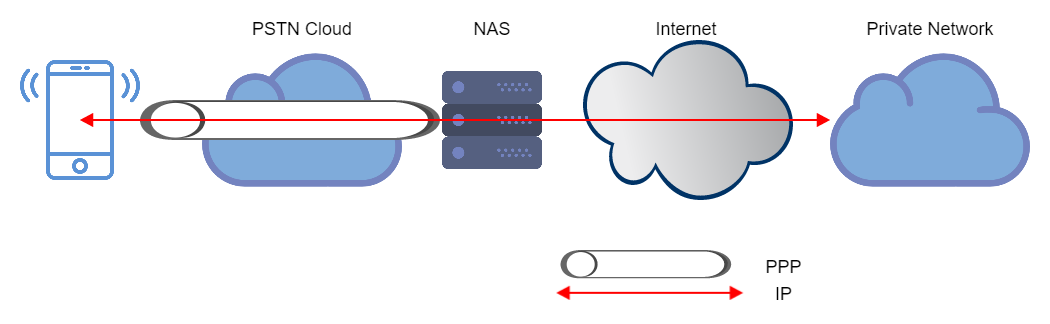 PSTN Cloud
NAS
Internet
Private Network
PPP
IP